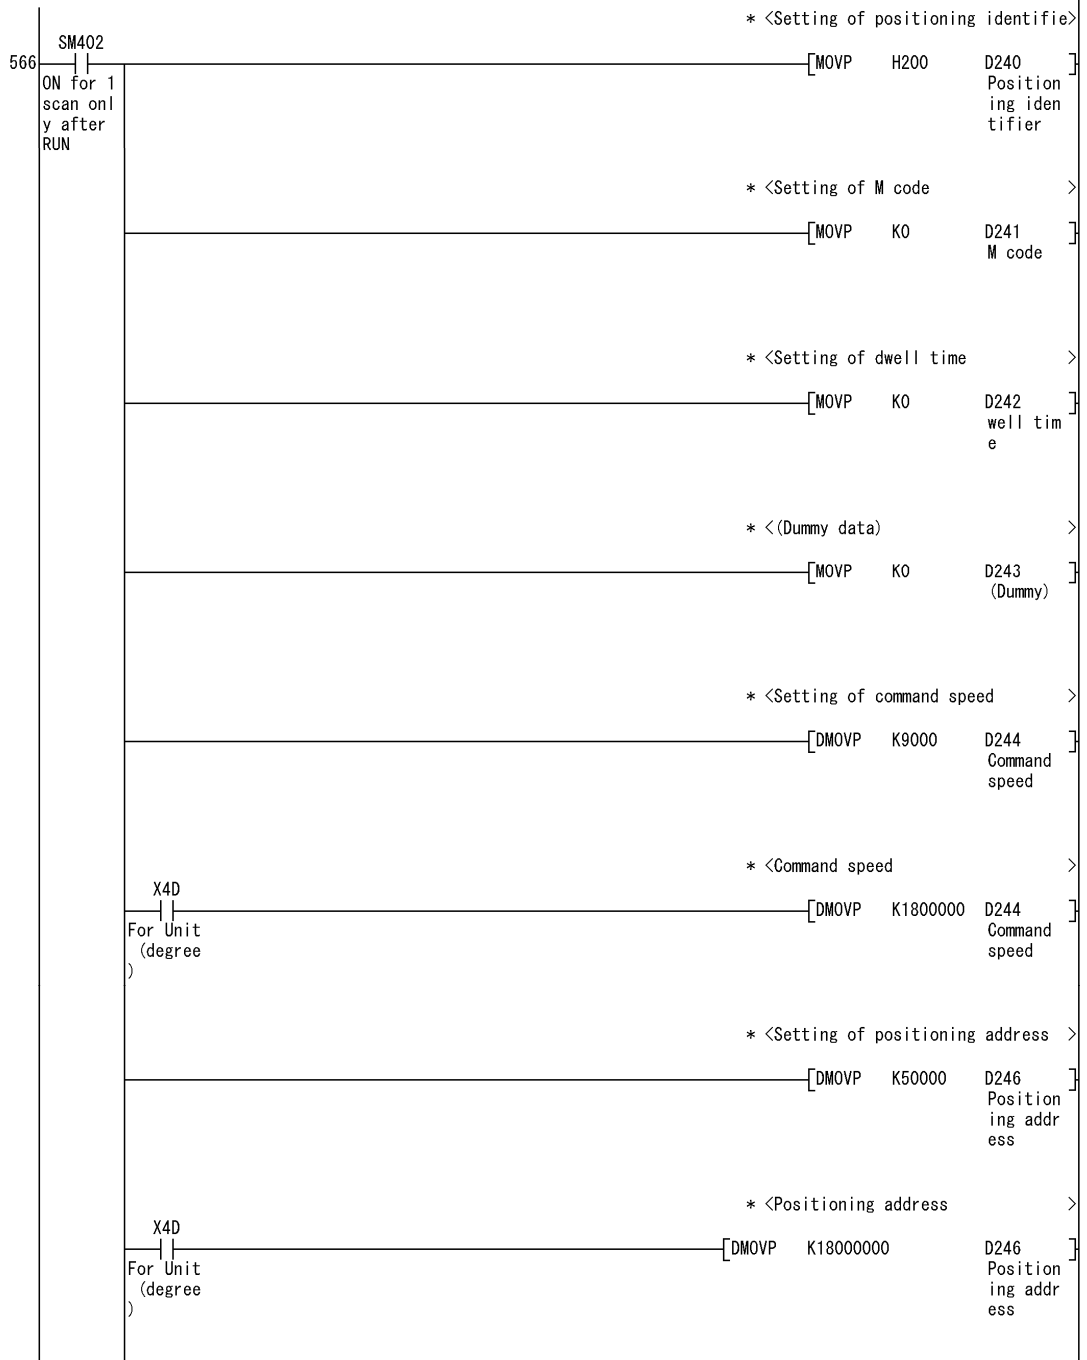 * <Setting of positioning identifie>
SM402
566 [MOVP H200 D240 ]
ON for 1
scan onl
y after
RUN
Position
ing iden
tifier
* <Setting of M code >
[MOVP K0 D241 ]
M code
* <Setting of dwell time >
[MOVP K0 D242 ]
well tim
e
* <(Dummy data) >
[MOVP K0 D243 ]
(Dummy)
* <Setting of command speed >
[DMOVP K9000 D244 ]
Command
speed
* <Command speed >
X4D
[DMOVP K1800000 D244 ]
For Unit
(degree
)
Command
speed
* <Setting of positioning address >
[DMOVP K50000 D246 ]
Position
ing addr
ess
* <Positioning address >
X4D
[DMOVP K18000000 D246 ]
For Unit
(degree
)
Position
ing addr
ess